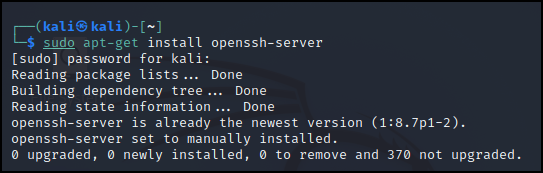 ┌──(kali㉿kali)-[~]
└─$ sudo apt-get install openssh-server
[sudo] password for kali:
Reading package lists... Done
Building dependency tree... Done
Reading state information... Done
openssh-server is already the newest version (1:8.7p1-2).
openssh-server set to manually installed.
0 upgraded, 0 newly installed, 0 to remove and 370 not upgraded.